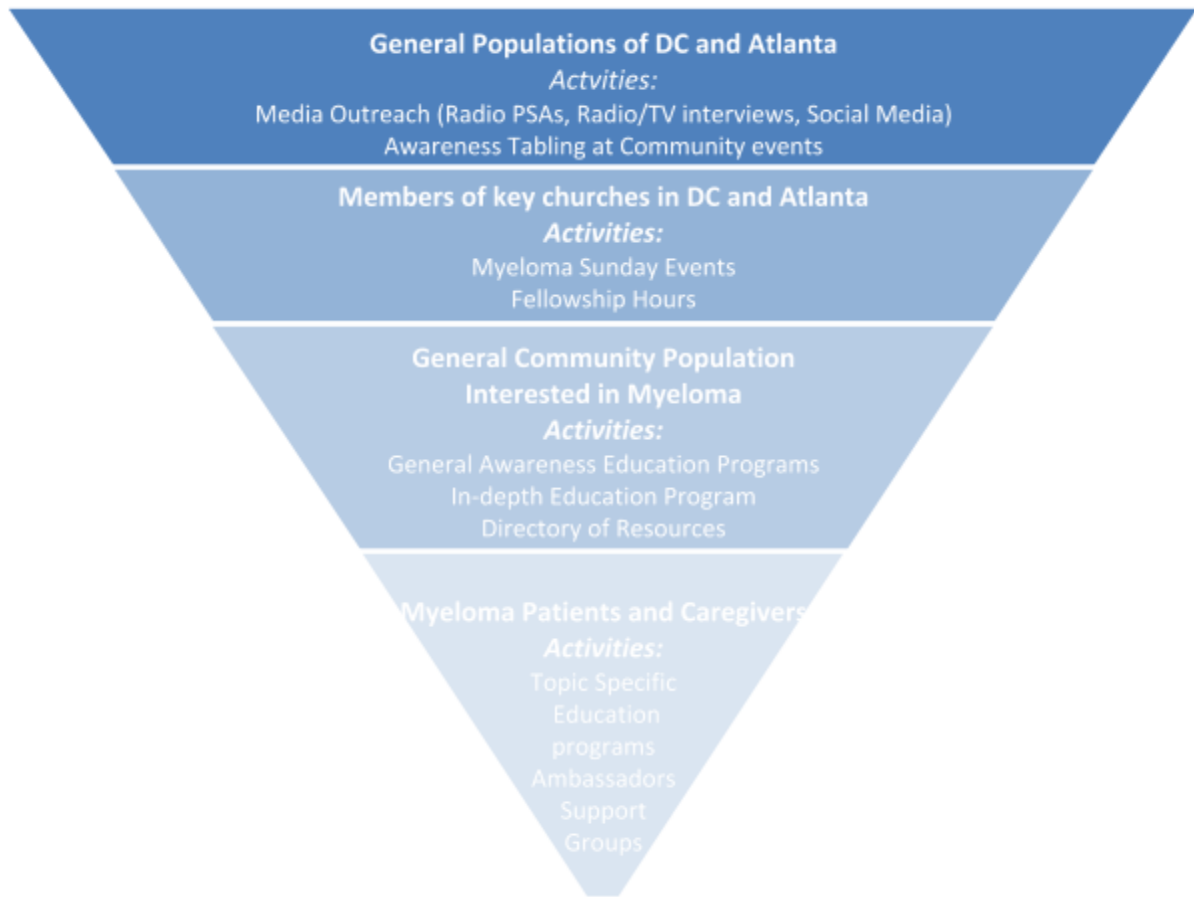 General Populations of DC and Atlanta
Actvities:
Media Outreach (Radio PSAs, Radio/TV interviews, Social Media)
Awareness Tabling at Community events
Members of key churches in DC and Atlanta
Activities:
Myeloma Sunday Events
Fellowship Hours
General Community Population
Interested in Myeloma
Activities:
General Awareness Education Programs
In-depth Education Program
Directory of Resources
Myeloma Patients and Caregivers
Activities:
Topic Specific
Education
programs
Ambassadors
Support
Groups